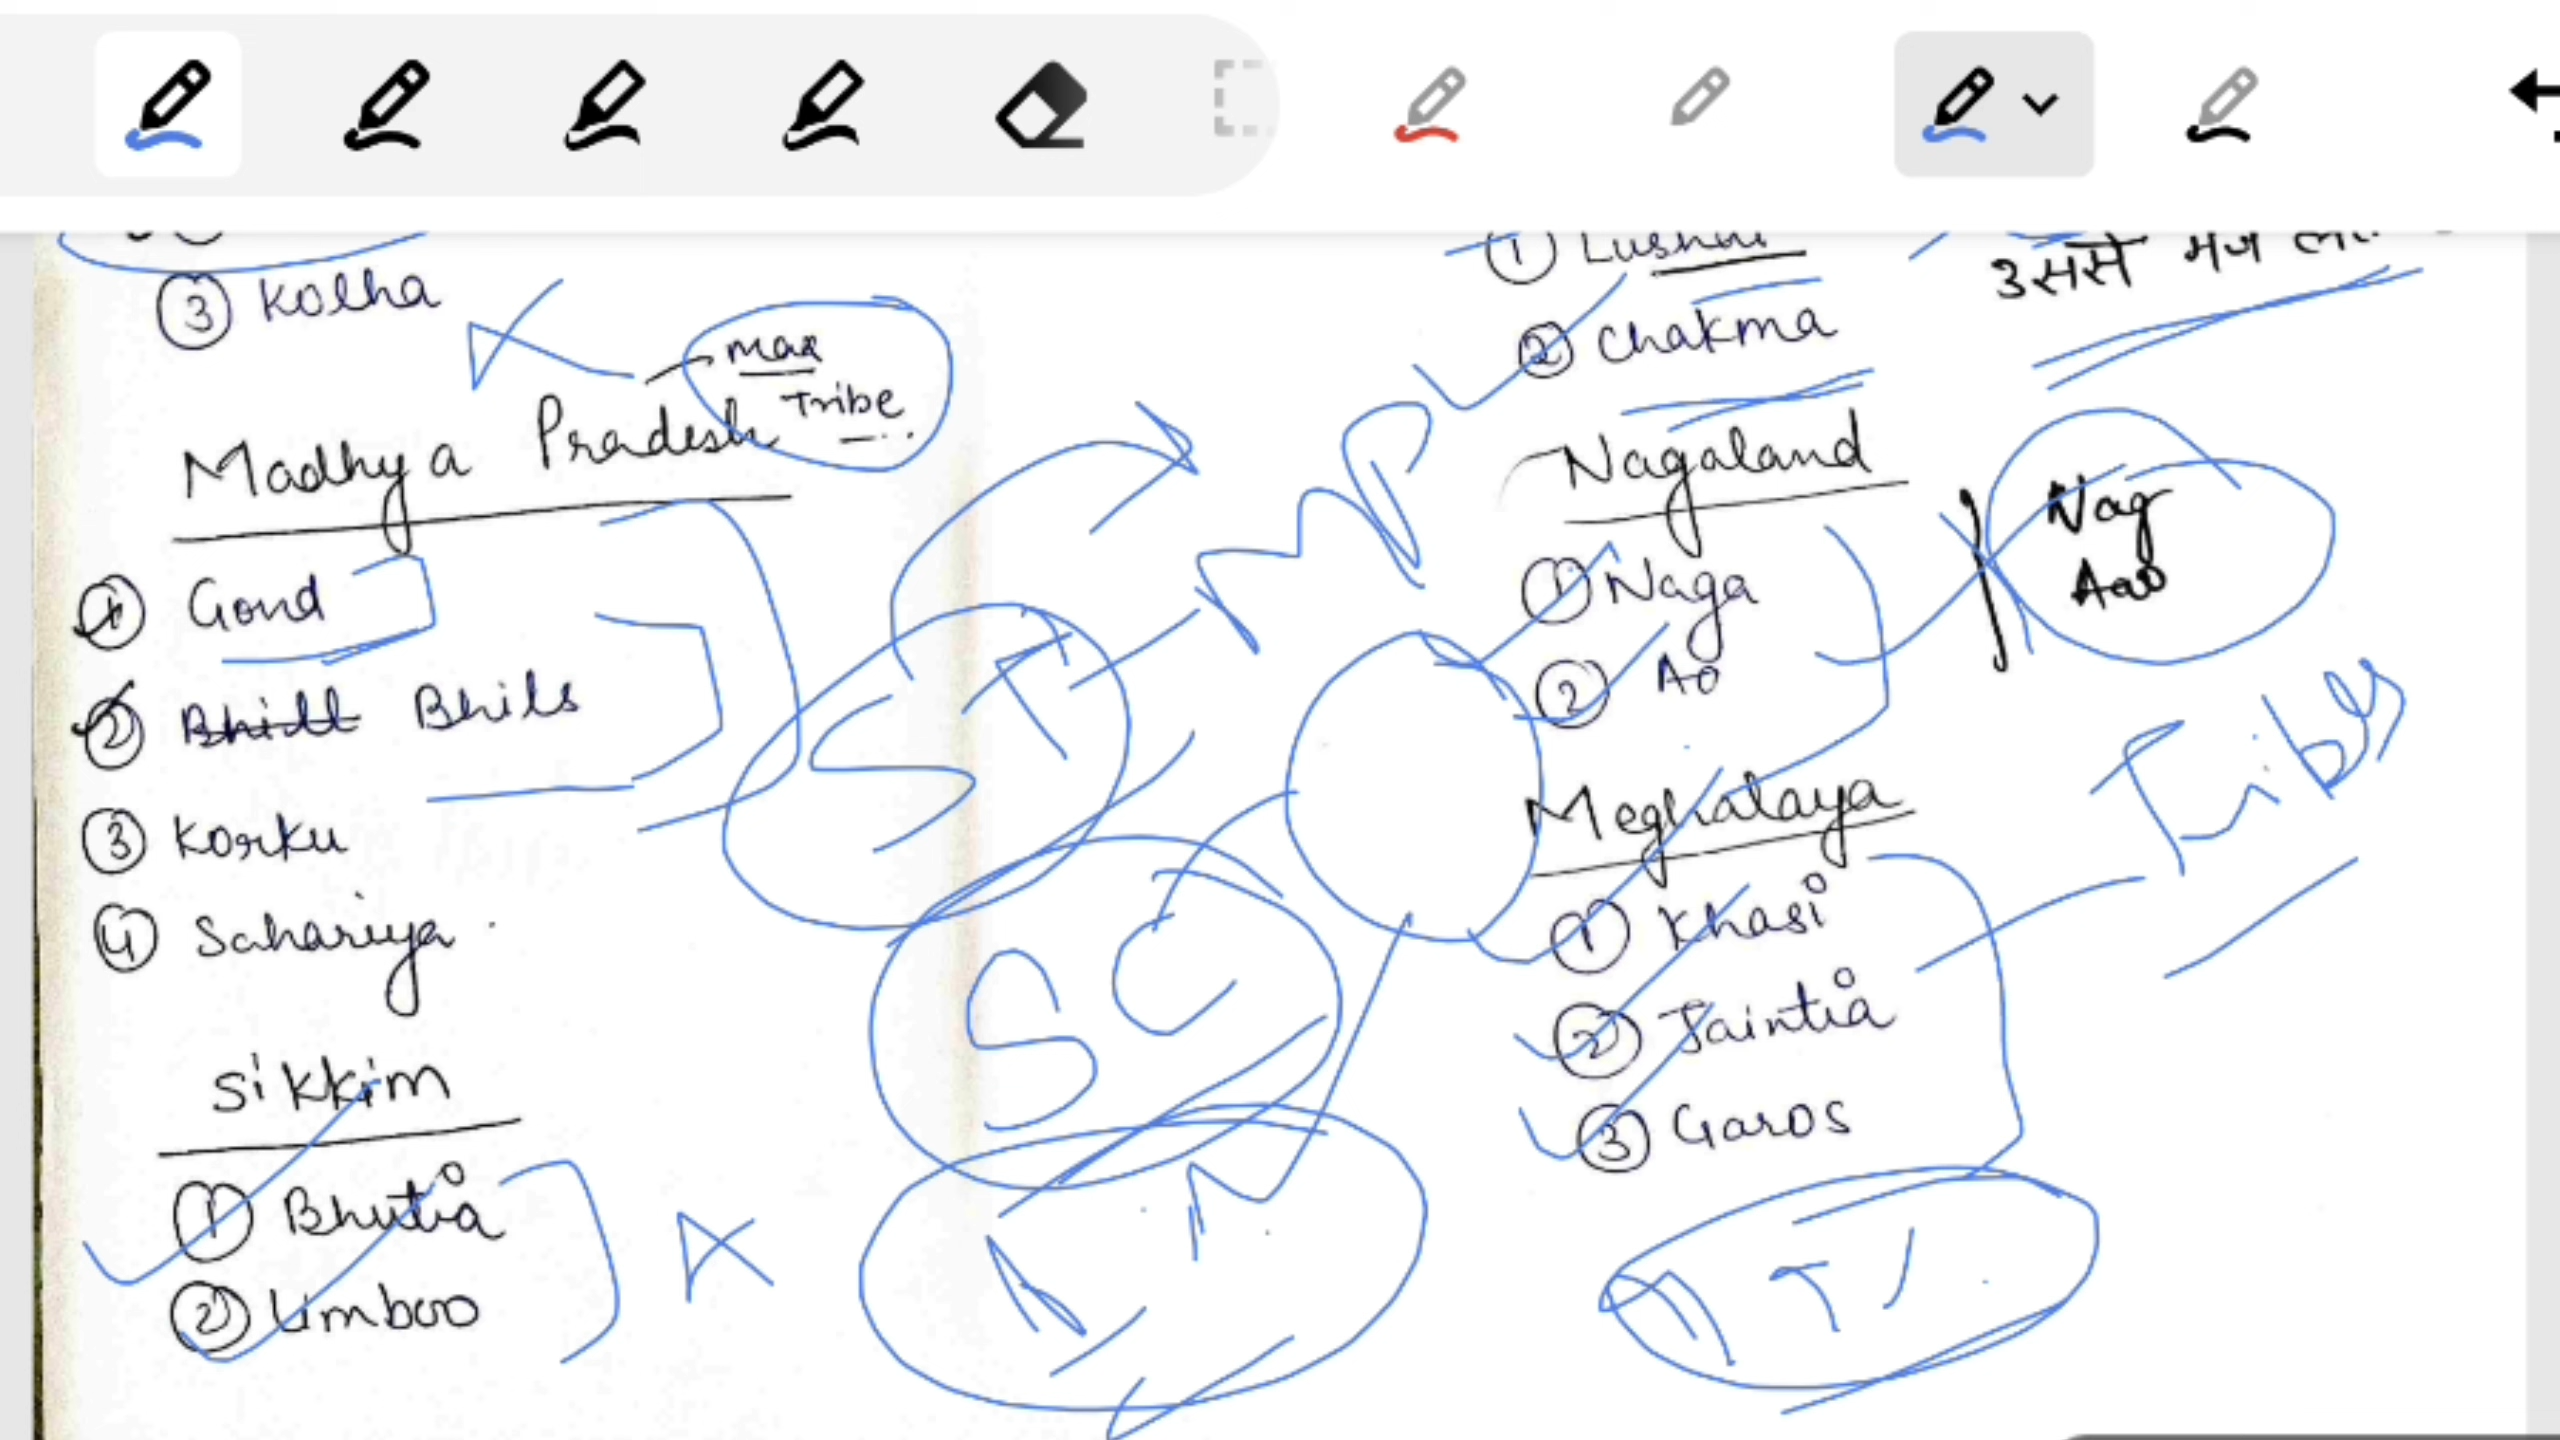 ③ Kolha
max
Tribe
Madhya Pradesh
① Gond
② Bhill Bhils
③ Korku
④ Sahariya
Sikkim
① Bhutia
② Limboo
ST
MP
SC
① Lushai
② Chakma
उससे
Nagaland
① Naga
② Ao
Nag
Aao
Meghalaya
① Khasi
② Jaintia
③ Garos
Tribes